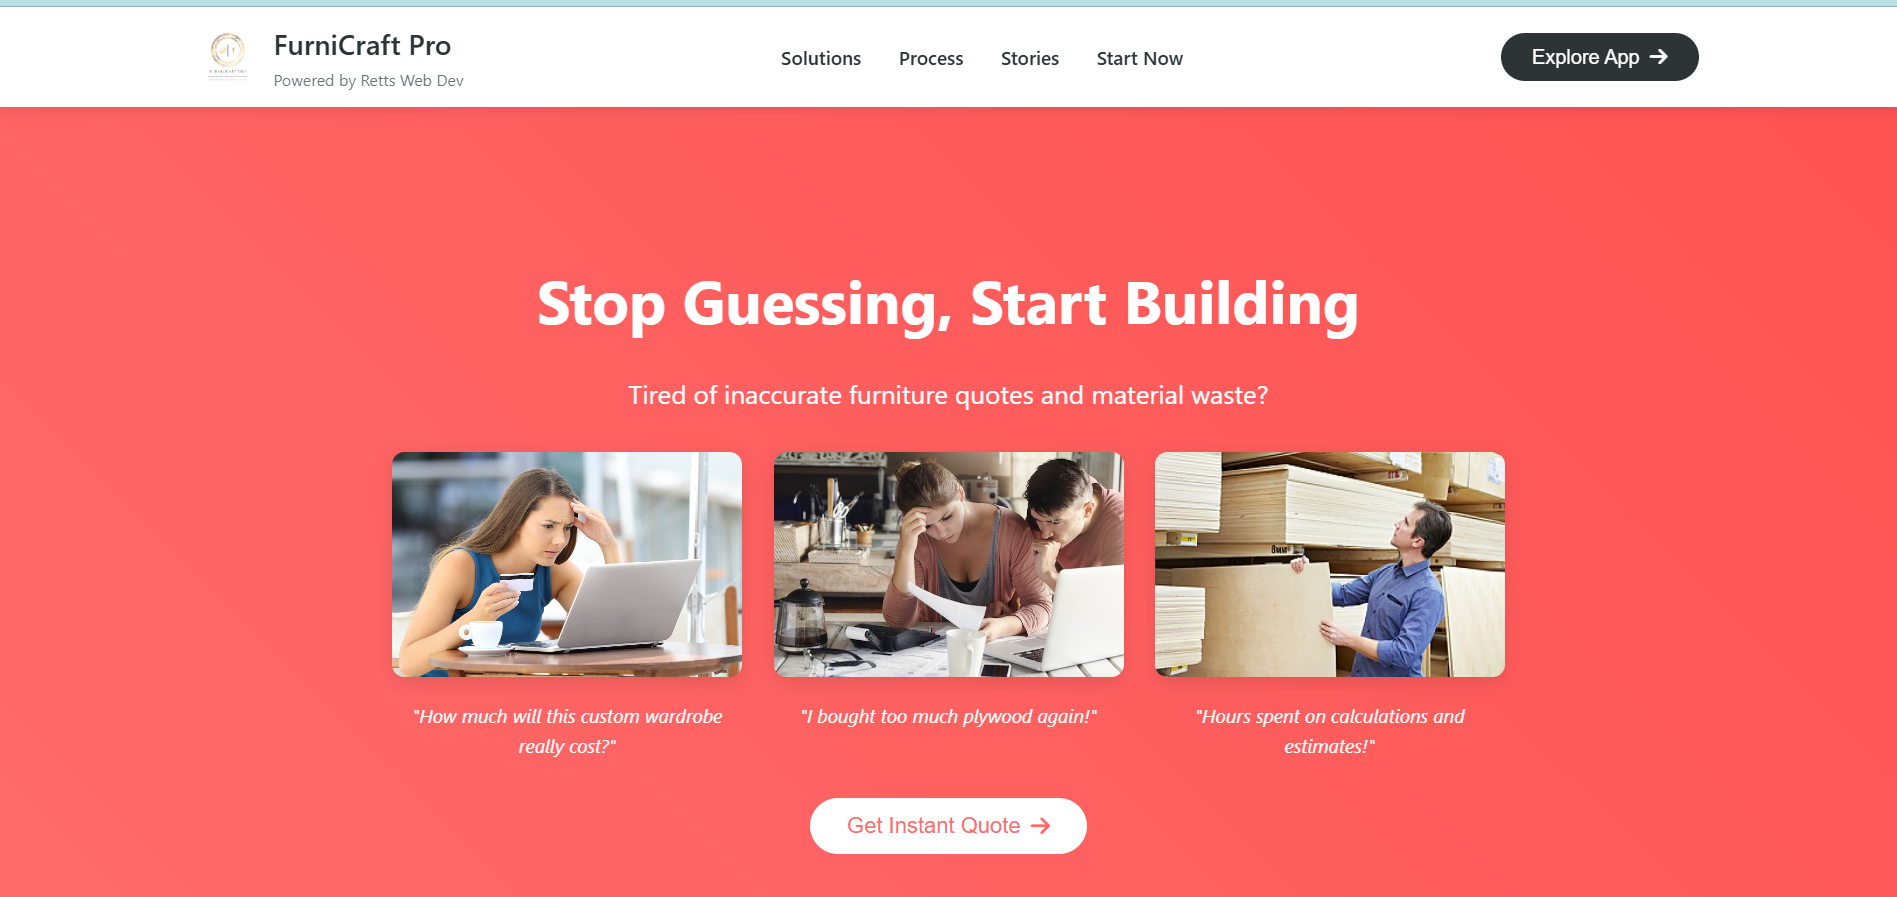 FurniCraft Pro
Powered by Retts Web Dev
Solutions
Process
Stories
Start Now
Explore App →
Stop Guessing, Start Building
Tired of inaccurate furniture quotes and material waste?
8MM
"How much will this custom wardrobe
really cost?"
"I bought too much plywood again!"
"Hours spent on calculations and
estimates!"
Get Instant Quote →